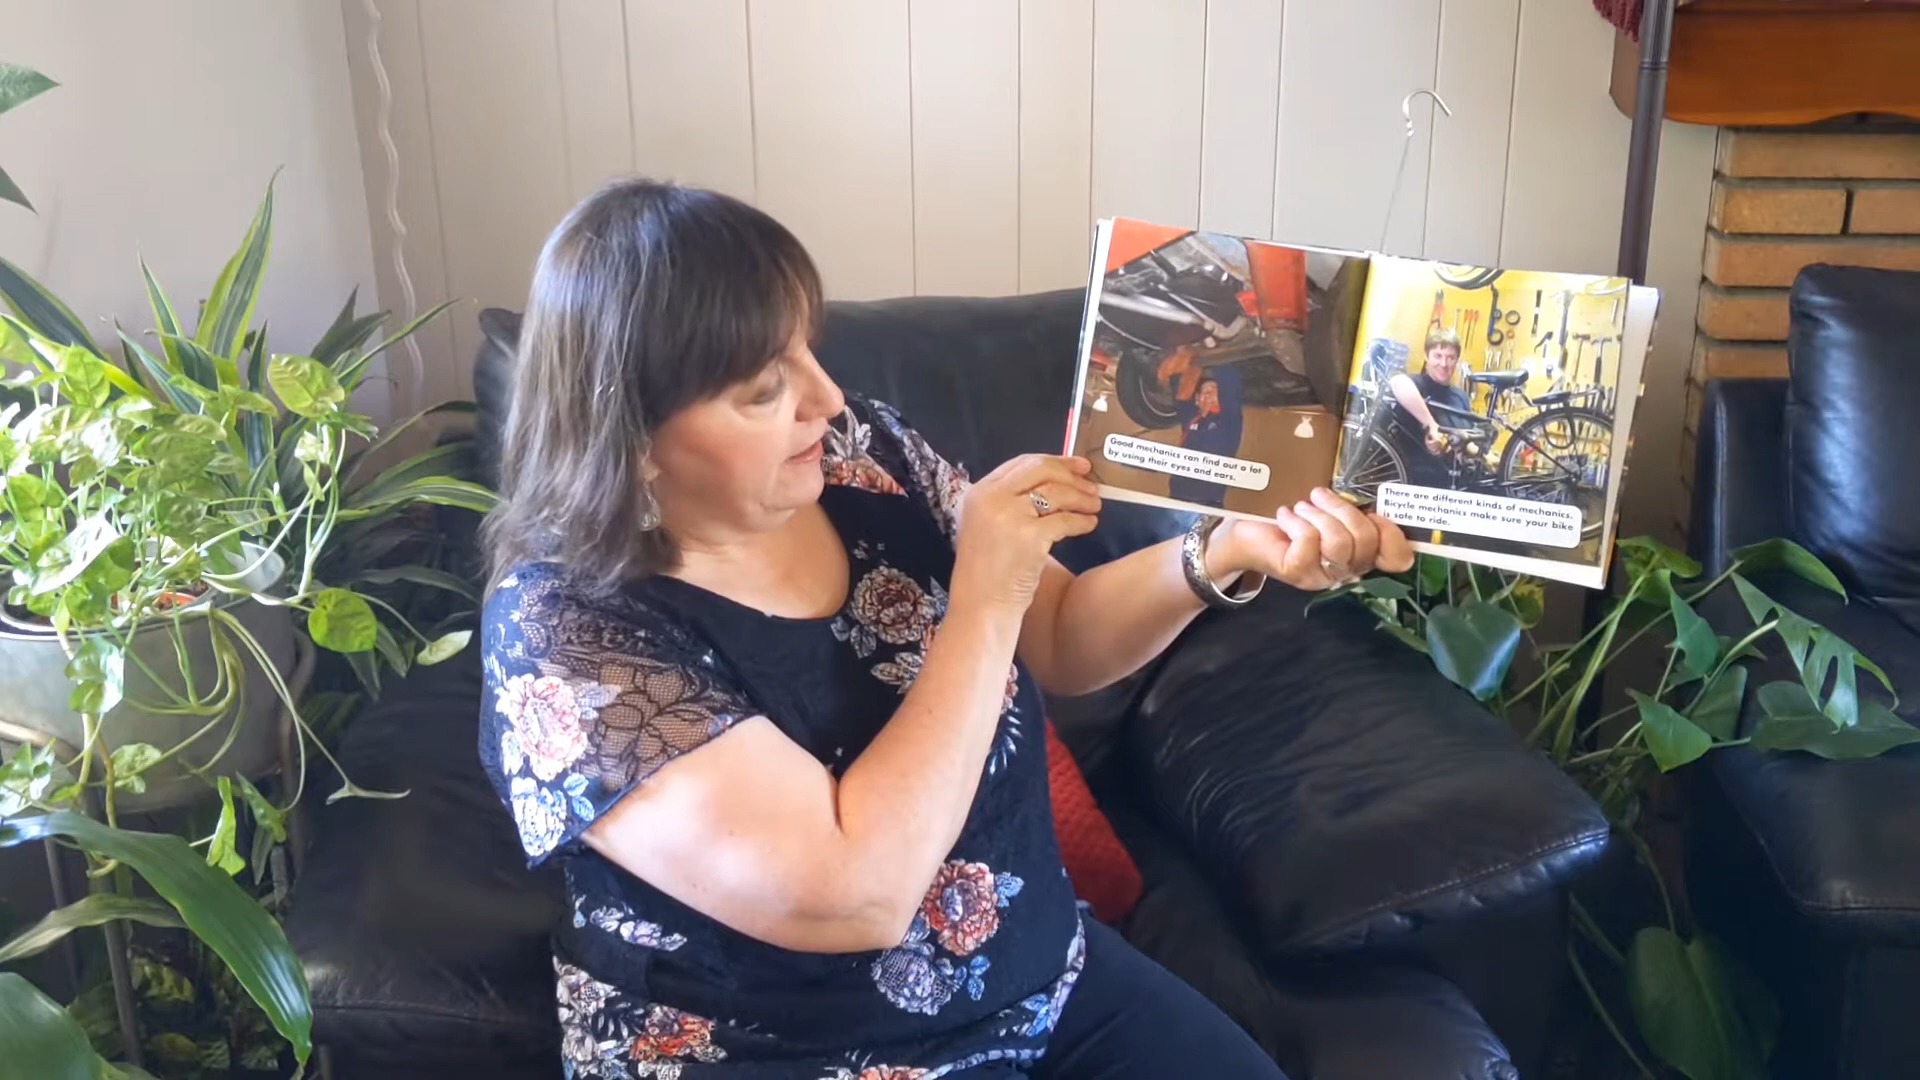 Good mechanics can find out a lot
by using their eyes and ears.
There are different kinds of mechanics.
Bicycle mechanics make sure your bike
is safe to ride.